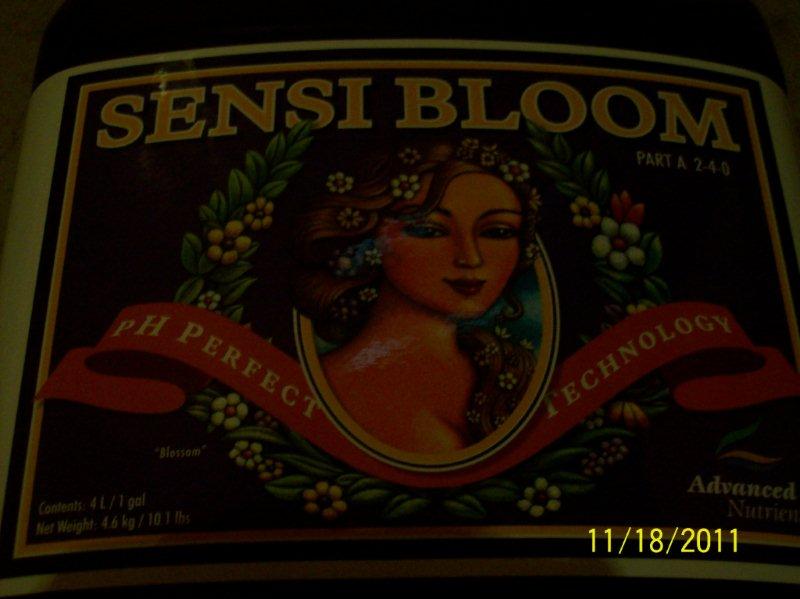 SENSI BLOOM
PART A 2-4-0
pH PERFECT TECHNOLOGY
"Blossom"
Contents: 4 L / 1 gal
Net Weight: 4.6 kg / 10.1 lbs
Advanced
Nutrien
11/18/2011